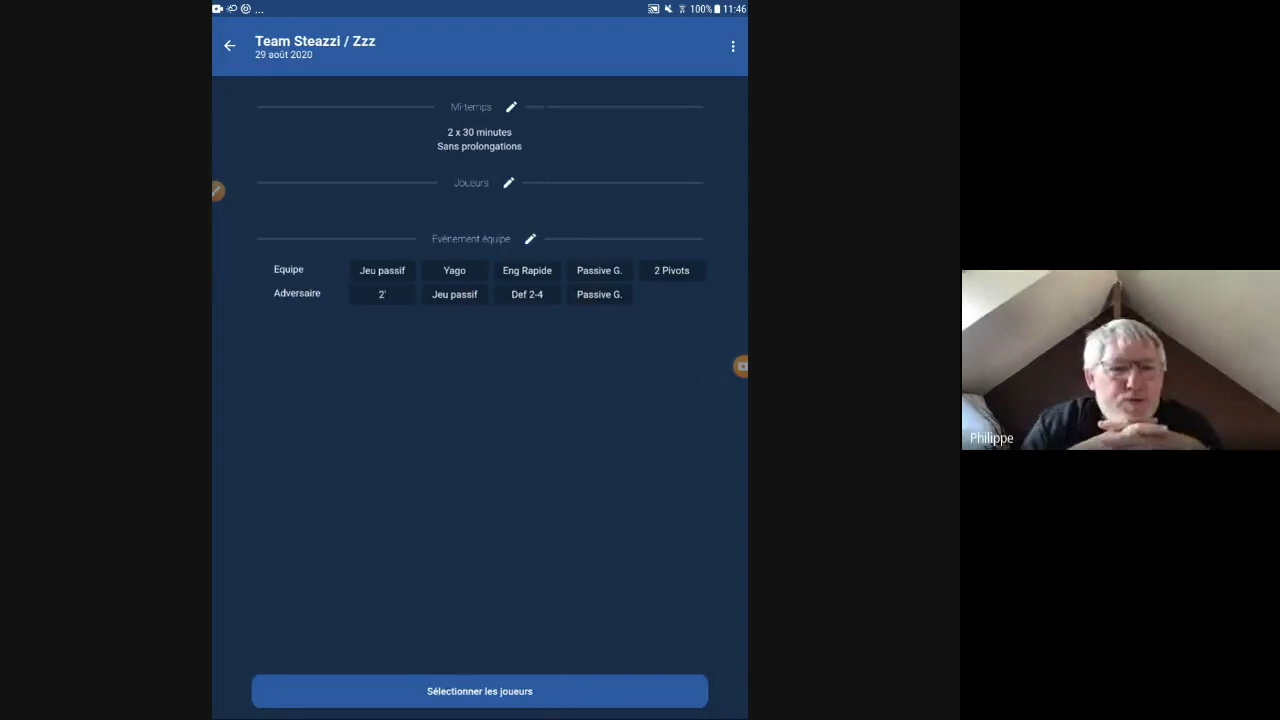 ... 100% 11:46
Team Steazzi / Zzz
29 août 2020
Mi-temps
2 x 30 minutes
Sans prolongations
Joueurs
Evènement équipe
Equipe Jeu passif Yago Eng Rapide Passive G. 2 Pivots
Adversaire 2' Jeu passif Def 2-4 Passive G.
Philippe
Sélectionner les joueurs